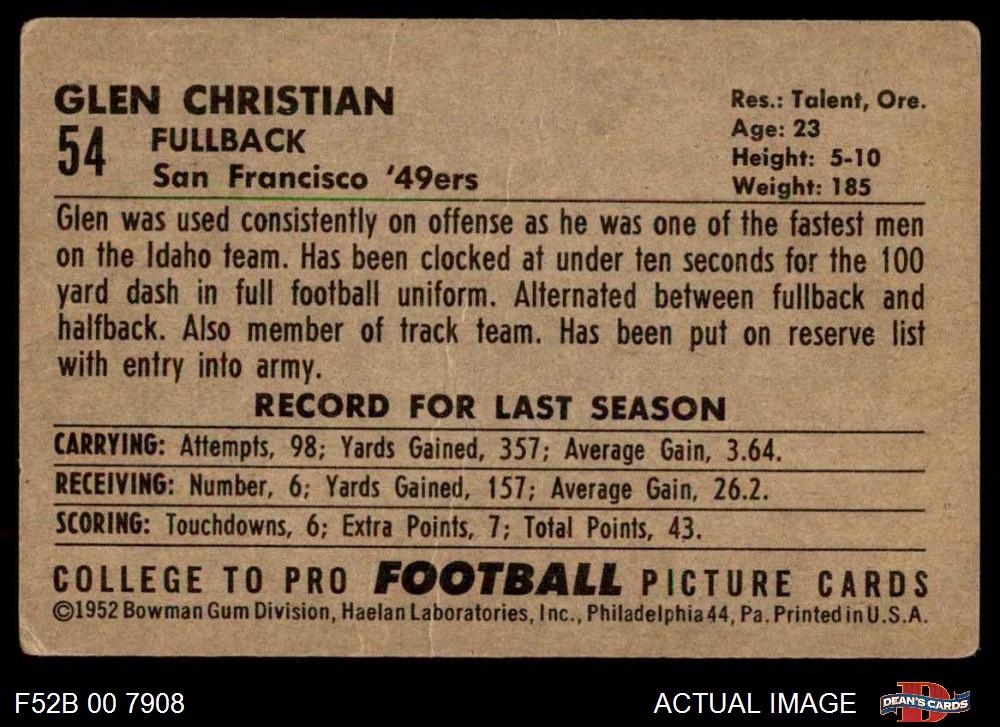 GLEN CHRISTIAN
54 FULLBACK
San Francisco '49ers
Res.: Talent, Ore.
Age: 23
Height: 5-10
Weight: 185
Glen was used consistently on offense as he was one of the fastest men
on the Idaho team. Has been clocked at under ten seconds for the 100
yard dash in full football uniform. Alternated between fullback and
halfback. Also member of track team. Has been put on reserve list
with entry into army.
RECORD FOR LAST SEASON
CARRYING: Attempts, 98; Yards Gained, 357; Average Gain, 3.64.
RECEIVING: Number, 6; Yards Gained, 157; Average Gain, 26.2.
SCORING: Touchdowns, 6; Extra Points, 7; Total Points, 43.
COLLEGE TO PRO FOOTBALL PICTURE CARDS
©1952 Bowman Gum Division, Haelan Laboratories, Inc., Philadelphia 44, Pa. Printed in U.S.A.
F52B 00 7908
ACTUAL IMAGE
D
DEAN'S CARDS